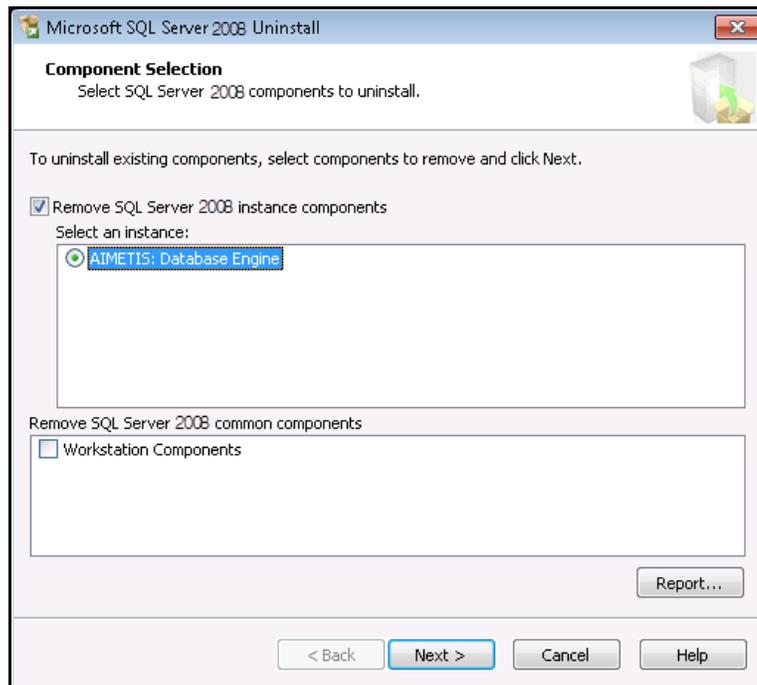 Microsoft SQL Server 2008 Uninstall
Component Selection
Select SQL Server 2008 components to uninstall.
To uninstall existing components, select components to remove and click Next.
Remove SQL Server 2008 instance components
Select an instance:
AIMETIS: Database Engine
Remove SQL Server 2008 common components
Workstation Components
Report...
< Back Next > Cancel Help